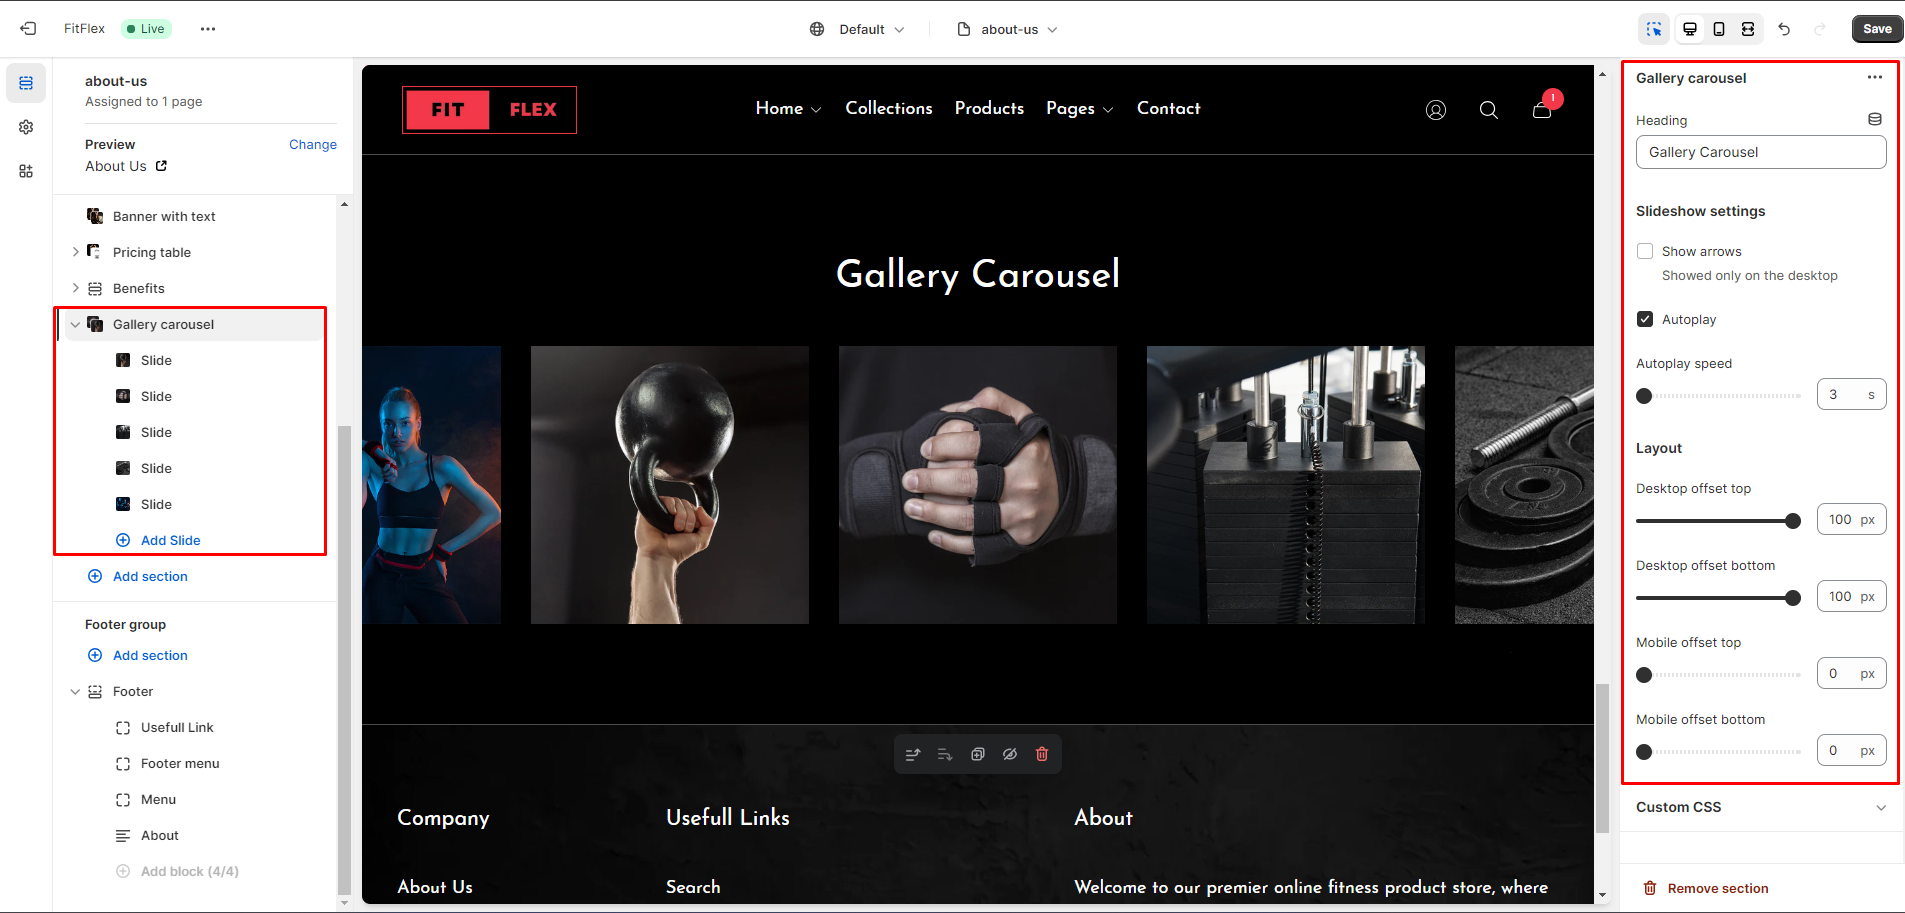 FitFlex
Live
Default
about-us
Save
about-us
Assigned to 1 page
Preview
Change
About Us
Banner with text
Pricing table
Benefits
Gallery carousel
Slide
Slide
Slide
Slide
Slide
Add Slide
Add section
Footer group
Add section
Footer
Usefull Link
Footer menu
Menu
About
Add block (4/4)
FIT FLEX
Home
Collections
Products
Pages
Contact
1
Gallery Carousel
Company
Usefull Links
About
About Us
Search
Welcome to our premier online fitness product store, where
Gallery carousel
Heading
Gallery Carousel
Slideshow settings
Show arrows
Showed only on the desktop
Autoplay
Autoplay speed
3 s
Layout
Desktop offset top
100 px
Desktop offset bottom
100 px
Mobile offset top
0 px
Mobile offset bottom
0 px
Custom CSS
Remove section